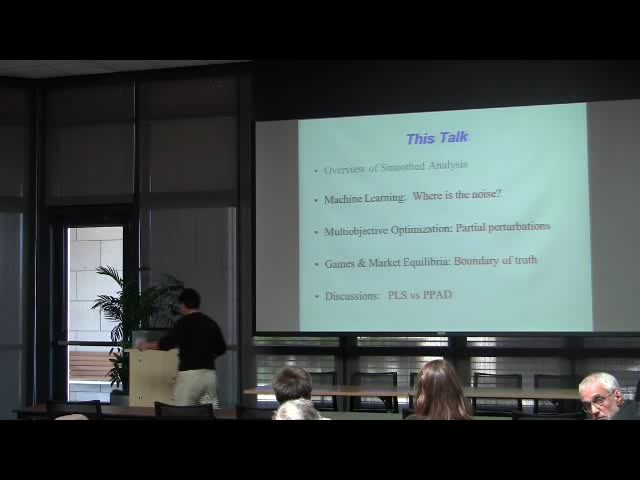 This Talk
• Overview of Smoothed Analysis
• Machine Learning: Where is the noise?
• Multiobjective Optimization: Partial perturbations
• Games & Market Equilibria: Boundary of truth
• Discussions: PLS vs PPAD